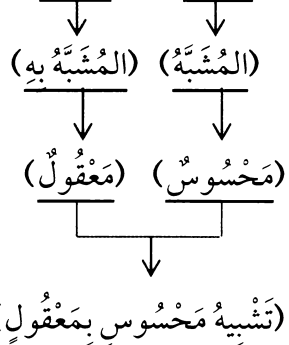 (المُشَبَّهُ) (المُشَبَّهُ بِهِ)
(مَحْسُوسٌ) (مَعْقُولٌ)
(تَشْبِيهُ مَحْسُوسٍ بِمَعْقُولٍ)